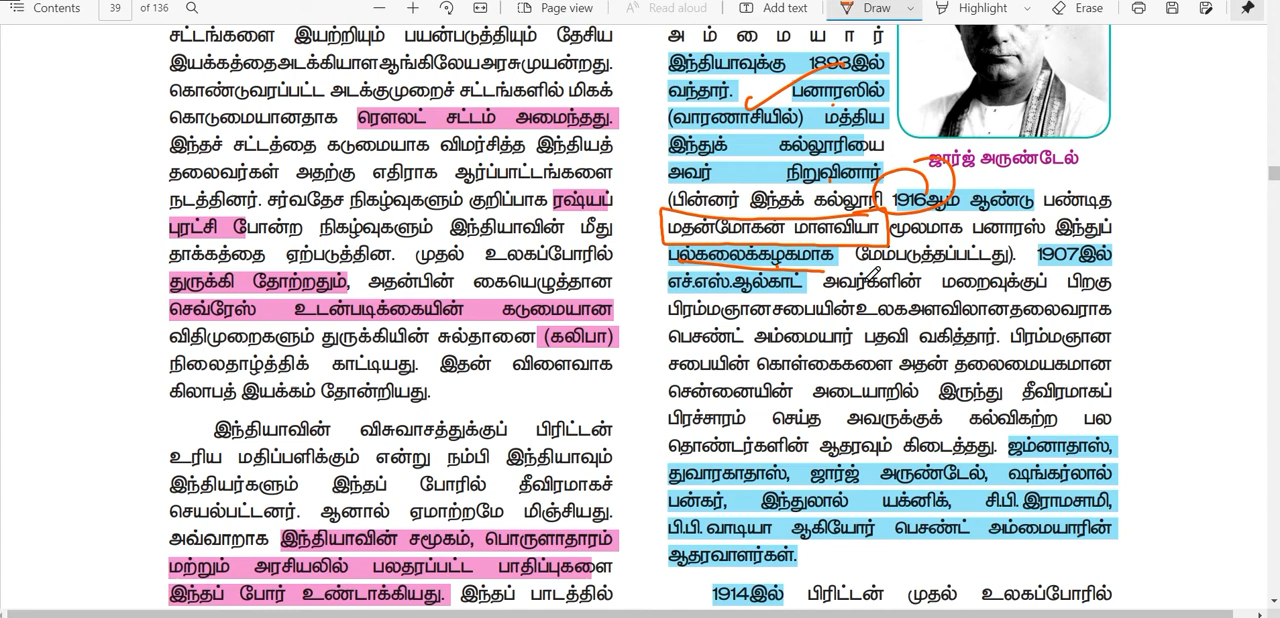 Contents
39
of 136
Page view
Read aloud
Add text
Draw
Highlight
Erase
சட்டங்களை இயற்றியும் பயன்படுத்தியும் தேசிய
இயக்கத்தைஅடக்கியாளஆங்கிலேயஅரசுமுயன்றது.
கொண்டுவரப்பட்ட அடக்குமுறைச் சட்டங்களில் மிகக்
கொடுமையானதாக ரௌலட் சட்டம் அமைந்தது.
இந்தச் சட்டத்தை கடுமையாக விமர்சித்த இந்தியத்
தலைவர்கள் அதற்கு எதிராக ஆர்ப்பாட்டங்களை
நடத்தினர். சர்வதேச நிகழ்வுகளும் குறிப்பாக ரஷ்யப்
புரட்சி போன்ற நிகழ்வுகளும் இந்தியாவின் மீது
தாக்கத்தை ஏற்படுத்தின. முதல் உலகப்போரில்
துருக்கி தோற்றதும், அதன்பின் கையெழுத்தான
செவ்ரேஸ் உடன்படிக்கையின் கடுமையான
விதிமுறைகளும் துருக்கியின் சுல்தானை (கலிபா)
நிலைதாழ்த்திக் காட்டியது. இதன் விளைவாக
கிலாபத் இயக்கம் தோன்றியது.
இந்தியாவின் விசுவாசத்துக்குப் பிரிட்டன்
உரிய மதிப்பளிக்கும் என்று நம்பி இந்தியாவும்
இந்தியர்களும் இந்தப் போரில் தீவிரமாகச்
செயல்பட்டனர். ஆனால் ஏமாற்றமே மிஞ்சியது.
அவ்வாறாக இந்தியாவின் சமூகம், பொருளாதாரம்
மற்றும் அரசியலில் பலதரப்பட்ட பாதிப்புகளை
இந்தப் போர் உண்டாக்கியது. இந்தப் பாடத்தில்
அம்மையார்
இந்தியாவுக்கு 1893இல்
வந்தார். பனாரஸில்
(வாரணாசியில்) மத்திய
இந்துக் கல்லூரியை
அவர் நிறுவினார்.
ஜார்ஜ் அருண்டேல்
(பின்னர் இந்தக் கல்லூரி 1916ஆம் ஆண்டு பண்டித
மதன்மோகன் மாளவியா மூலமாக பனாரஸ் இந்துப்
பல்கலைக்கழகமாக மேம்படுத்தப்பட்டது). 1907இல்
எச்.எஸ்.ஆல்காட் அவர்களின் மறைவுக்குப் பிறகு
பிரம்மஞானசபையின்உலகஅளவிலானதலைவராக
பெசண்ட் அம்மையார் பதவி வகித்தார். பிரம்மஞான
சபையின் கொள்கைகளை அதன் தலைமையகமான
சென்னையின் அடையாறில் இருந்து தீவிரமாகப்
பிரச்சாரம் செய்த அவருக்குக் கல்விகற்ற பல
தொண்டர்களின் ஆதரவும் கிடைத்தது. ஜம்னாதாஸ்,
துவாரகாதாஸ், ஜார்ஜ் அருண்டேல், ஷங்கர்லால்
பன்கர், இந்துலால் யக்னிக், சி.பி.இராமசாமி,
பி.பி.வாடியா ஆகியோர் பெசண்ட் அம்மையாரின்
ஆதரவாளர்கள்.
1914இல் பிரிட்டன் முதல் உலகப்போரில்